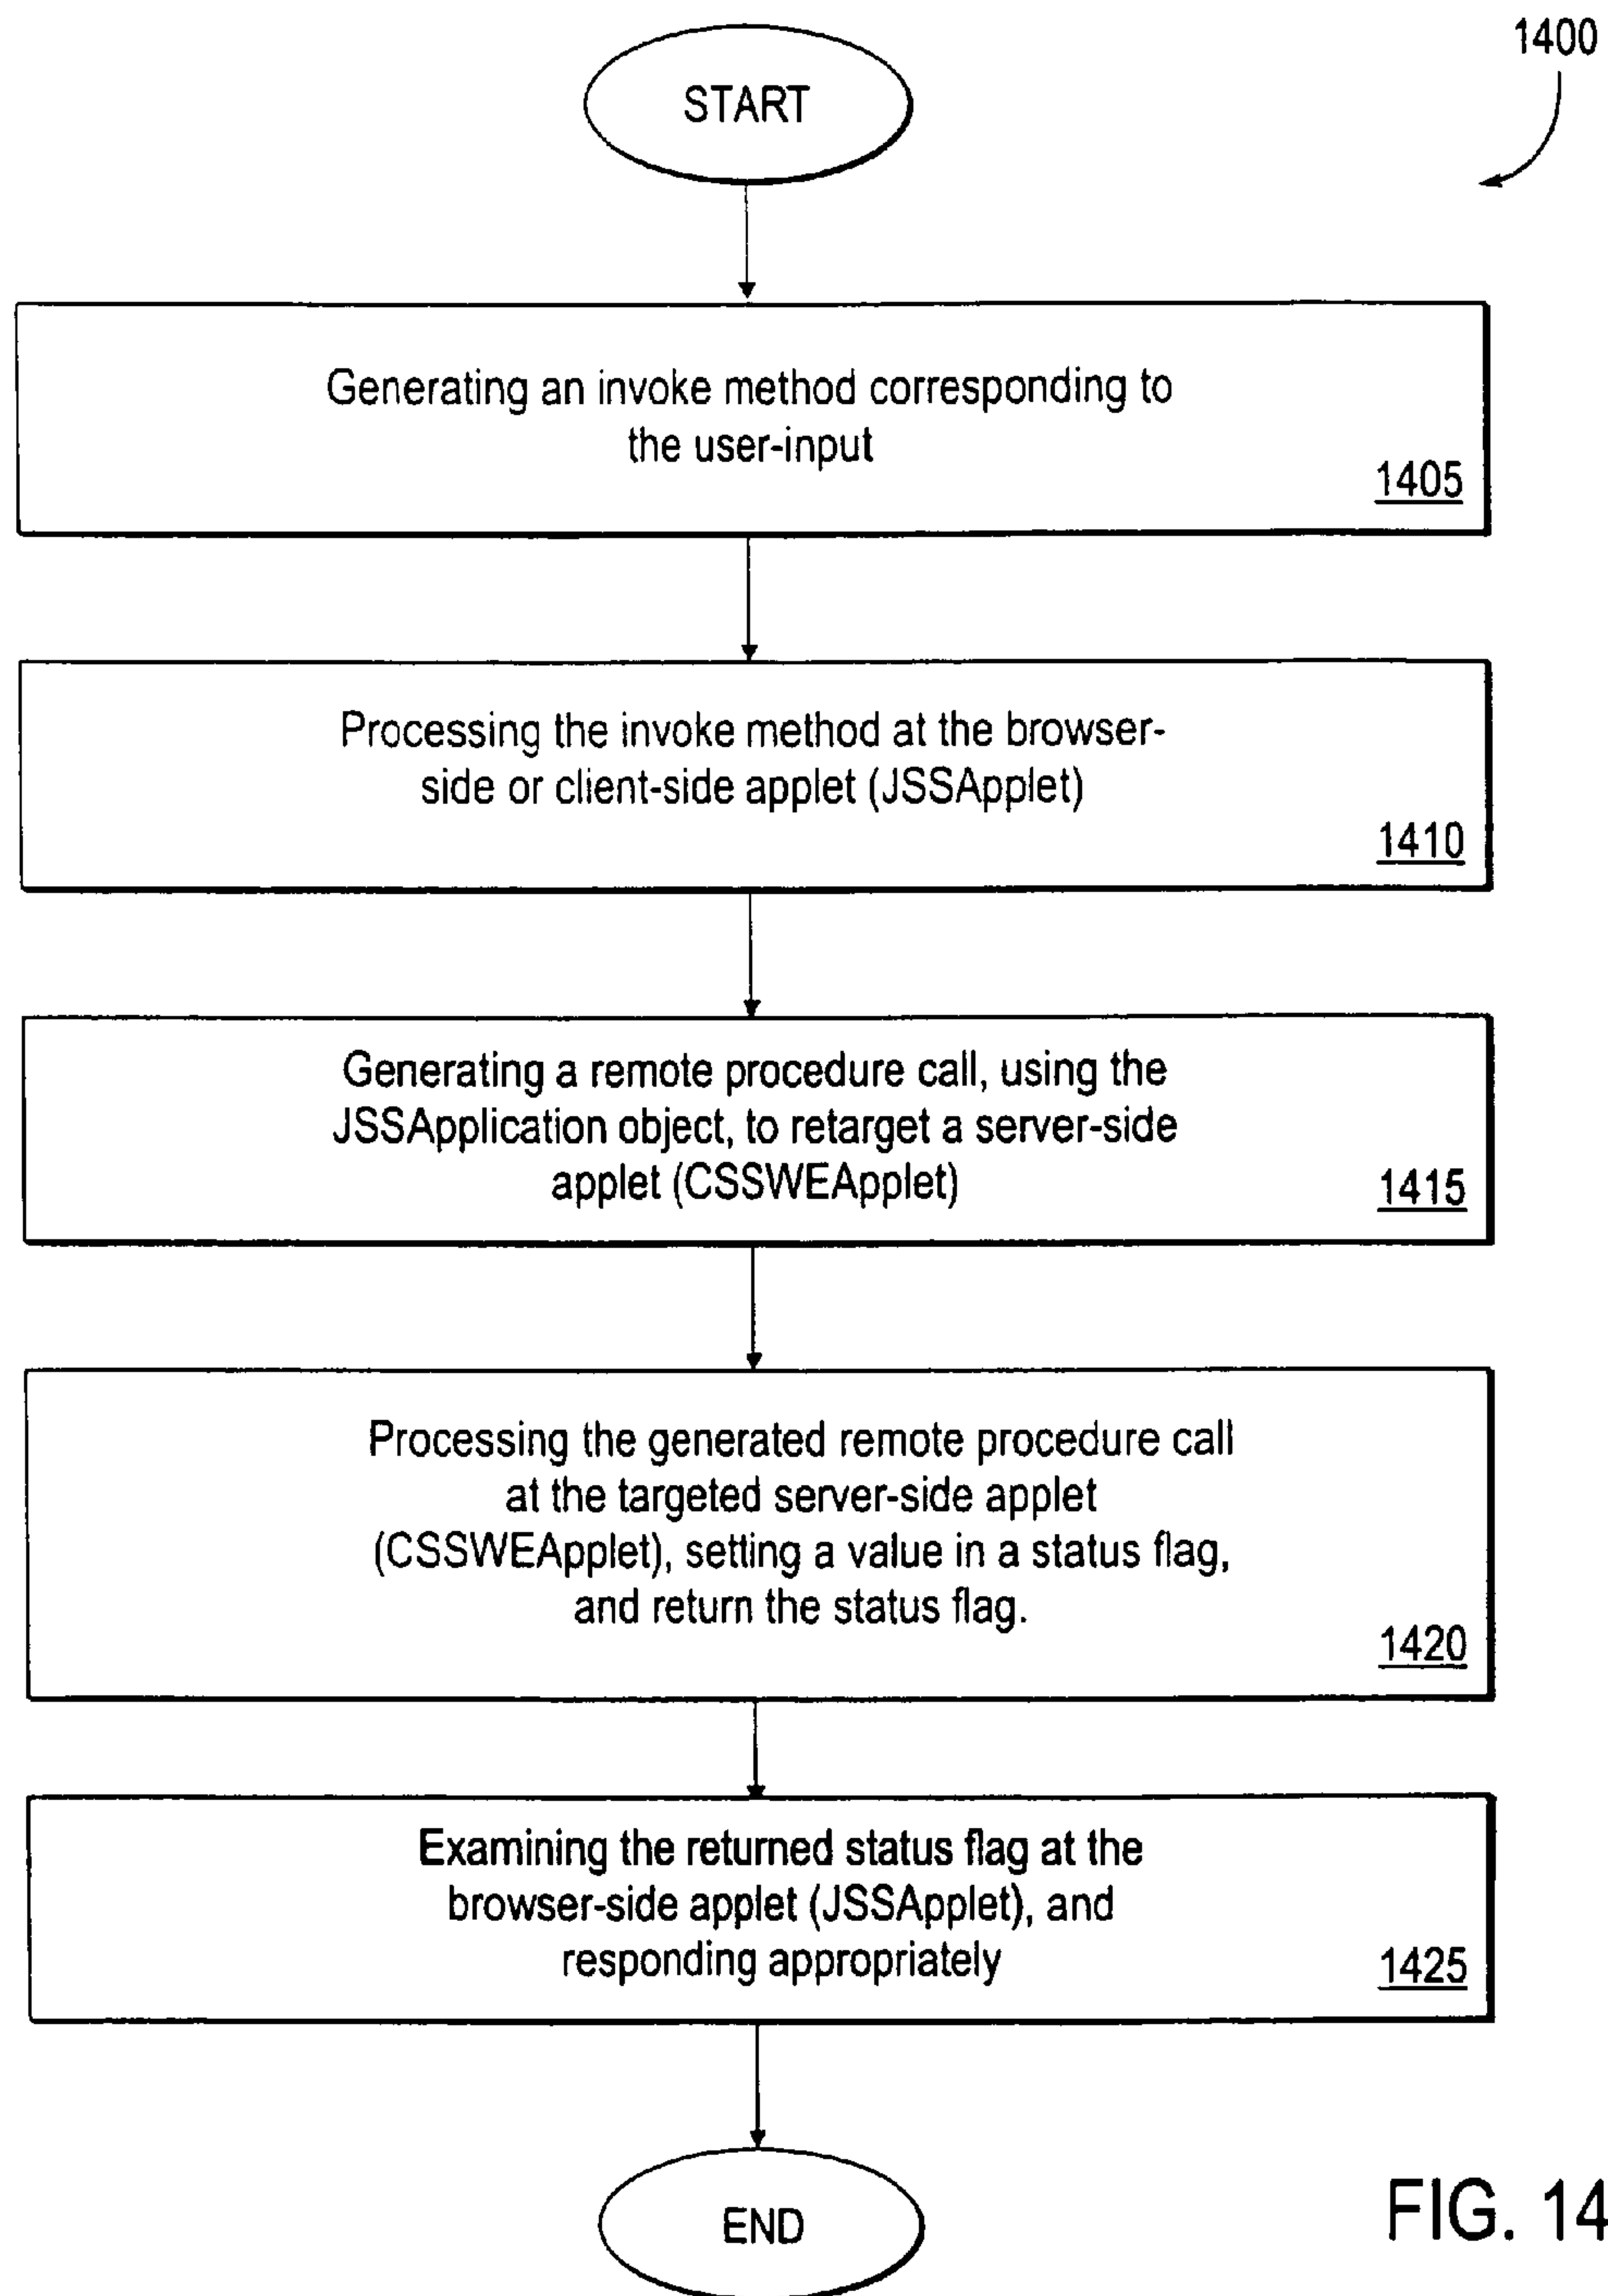 1400
START
Generating an invoke method corresponding to
the user-input
1405
Processing the invoke method at the browser-
side or client-side applet (JSSApplet)
1410
Generating a remote procedure call, using the
JSSApplication object, to retarget a server-side
applet (CSSWEApplet)
1415
Processing the generated remote procedure call
at the targeted server-side applet
(CSSWEApplet), setting a value in a status flag,
and return the status flag.
1420
Examining the returned status flag at the
browser-side applet (JSSApplet), and
responding appropriately
1425
END
FIG. 14